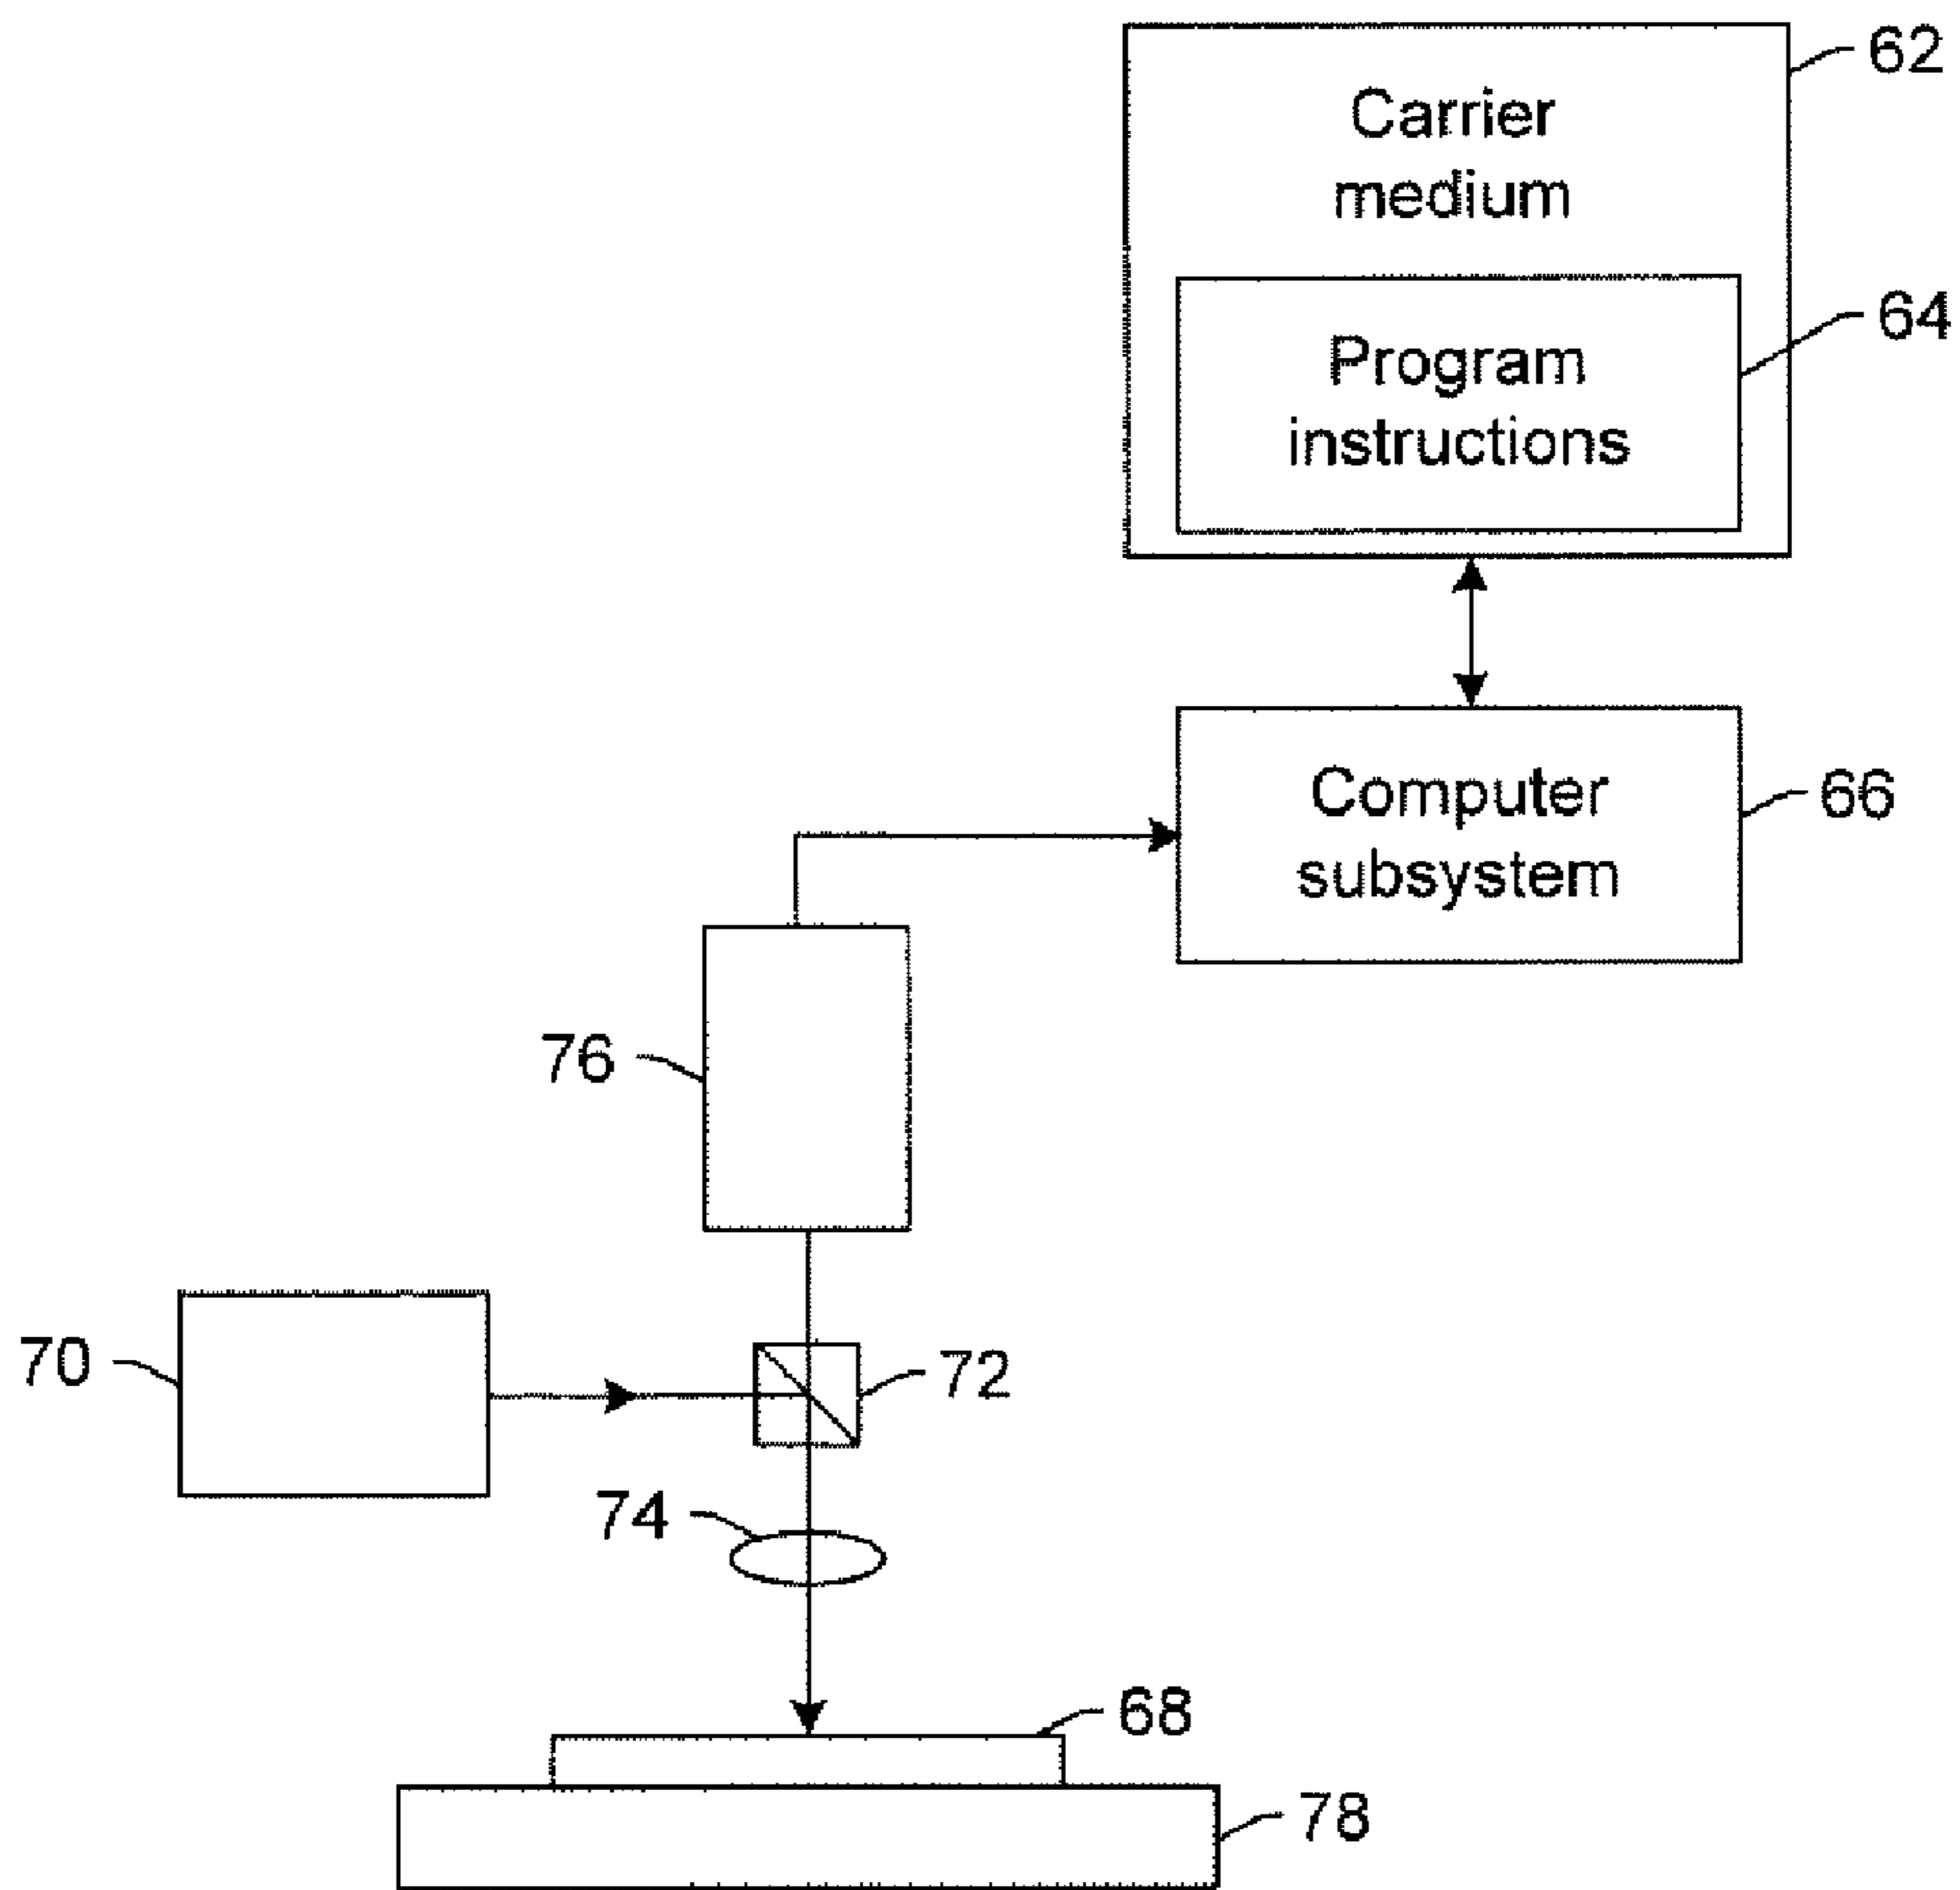 62
Carrier
medium
64
Program
instructions
Computer
subsystem
66
76
70
72
74
68
78